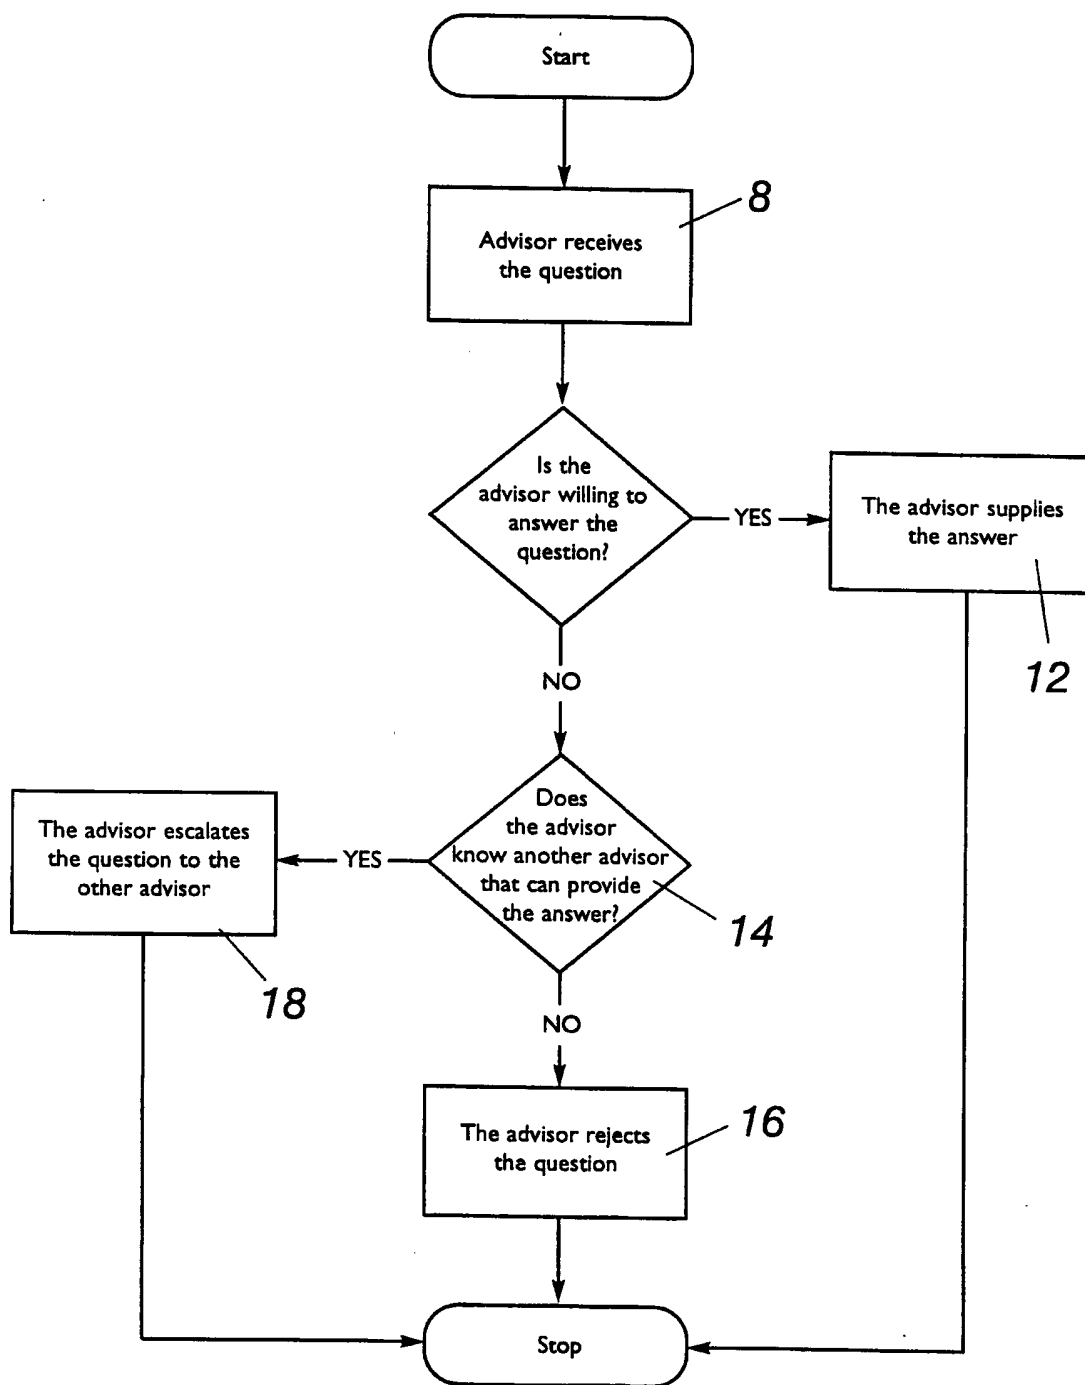 Start
8
Advisor receives
the question
Is the
advisor willing to
answer the
question?
YES
The advisor supplies
the answer
12
NO
Does
the advisor
know another advisor
that can provide
the answer?
14
YES
The advisor escalates
the question to the
other advisor
18
NO
The advisor rejects
the question
16
Stop